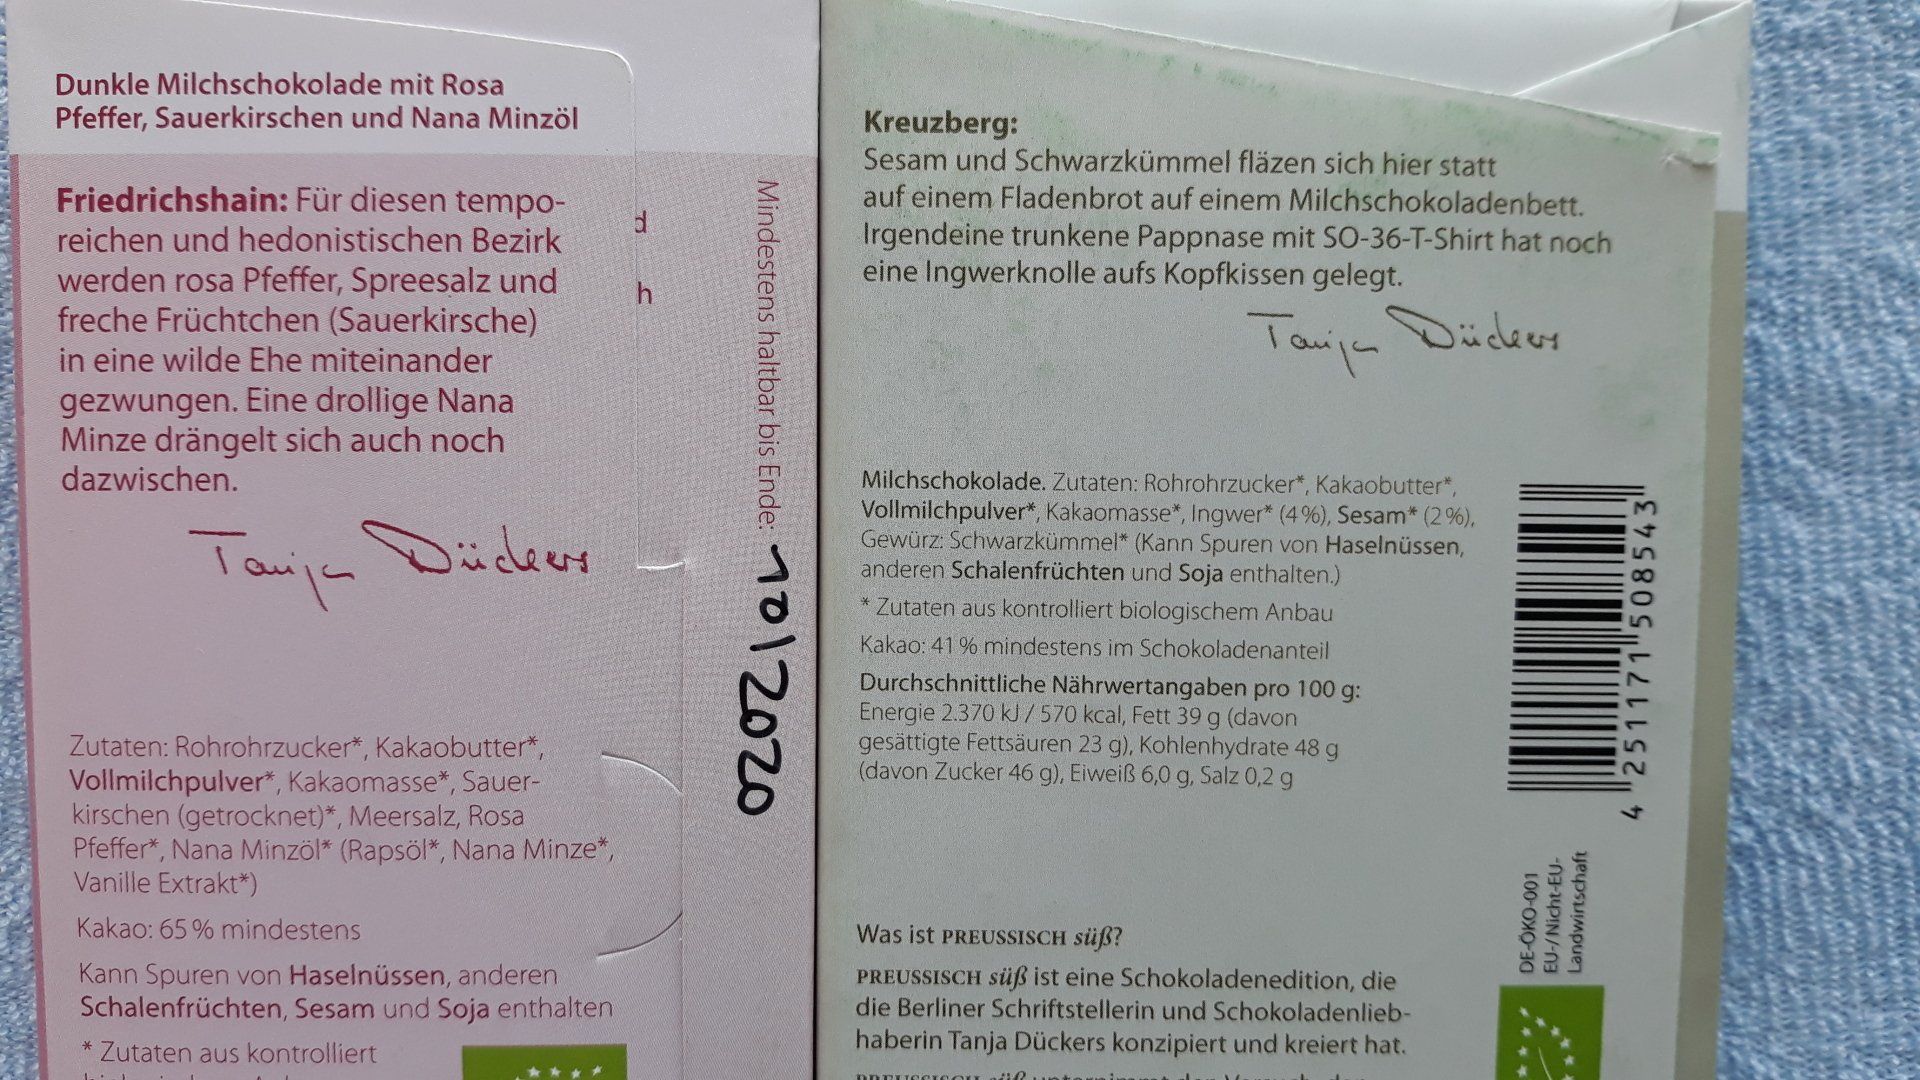 Dunkle Milchschokolade mit Rosa
Pfeffer, Sauerkirschen und Nana Minzöl
Friedrichshain: Für diesen tempo-
reichen und hedonistischen Bezirk
werden rosa Pfeffer, Spreesalz und
freche Früchtchen (Sauerkirsche)
in eine wilde Ehe miteinander
gezwungen. Eine drollige Nana
Minze drängelt sich auch noch
dazwischen.
Tanja Dückers
Zutaten: Rohrohrzucker*, Kakaobutter*,
Vollmilchpulver*, Kakaomasse*, Sauer-
kirschen (getrocknet)*, Meersalz, Rosa
Pfeffer*, Nana Minzöl* (Rapsöl*, Nana Minze*,
Vanille Extrakt*)
Kakao: 65 % mindestens
Kann Spuren von Haselnüssen, anderen
Schalenfrüchten, Sesam und Soja enthalten
* Zutaten aus kontrolliert
d
h
Mindestens haltbar bis Ende: 10/2020
Kreuzberg:
Sesam und Schwarzkümmel fläzen sich hier statt
auf einem Fladenbrot auf einem Milchschokoladenbett.
Irgendeine trunkene Pappnase mit SO-36-T-Shirt hat noch
eine Ingwerknolle aufs Kopfkissen gelegt.
Tanja Dückers
Milchschokolade. Zutaten: Rohrohrzucker*, Kakaobutter*,
Vollmilchpulver*, Kakaomasse*, Ingwer* (4 %), Sesam* (2 %),
Gewürz: Schwarzkümmel* (Kann Spuren von Haselnüssen,
anderen Schalenfrüchten und Soja enthalten.)
* Zutaten aus kontrolliert biologischem Anbau
Kakao: 41 % mindestens im Schokoladenanteil
Durchschnittliche Nährwertangaben pro 100 g:
Energie 2.370 kJ / 570 kcal, Fett 39 g (davon
gesättigte Fettsäuren 23 g), Kohlenhydrate 48 g
(davon Zucker 46 g), Eiweiß 6,0 g, Salz 0,2 g
4 251171 508543
Was ist PREUSSISCH süß?
PREUSSISCH süß ist eine Schokoladenedition, die
die Berliner Schriftstellerin und Schokoladenlieb-
haberin Tanja Dückers konzipiert und kreiert hat.
DE-ÖKO-001
EU-/Nicht-EU-
Landwirtschaft